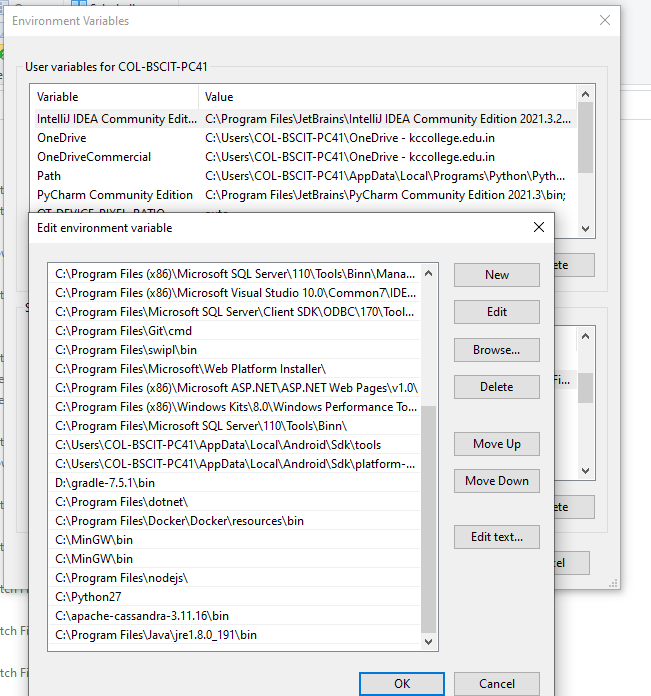 Environment Variables
User variables for COL-BSCIT-PC41
Variable Value
IntelliJ IDEA Community Edit... C:\Program Files\JetBrains\IntelliJ IDEA Community Edition 2021.3.2...
OneDrive C:\Users\COL-BSCIT-PC41\OneDrive - kccollege.edu.in
OneDriveCommercial C:\Users\COL-BSCIT-PC41\OneDrive - kccollege.edu.in
Path C:\Users\COL-BSCIT-PC41\AppData\Local\Programs\Python\Pyth...
PyCharm Community Edition C:\Program Files\JetBrains\PyCharm Community Edition 2021.3\bin;
Edit environment variable
C:\Program Files (x86)\Microsoft SQL Server\110\Tools\Binn\Mana...
C:\Program Files (x86)\Microsoft Visual Studio 10.0\Common7\IDE...
C:\Program Files\Microsoft SQL Server\Client SDK\ODBC\170\Tool...
C:\Program Files\Git\cmd
C:\Program Files\swipl\bin
C:\Program Files\Microsoft\Web Platform Installer\
C:\Program Files (x86)\Microsoft ASP.NET\ASP.NET Web Pages\v1.0\
C:\Program Files (x86)\Windows Kits\8.0\Windows Performance To...
C:\Program Files\Microsoft SQL Server\110\Tools\Binn\
C:\Users\COL-BSCIT-PC41\AppData\Local\Android\Sdk\tools
C:\Users\COL-BSCIT-PC41\AppData\Local\Android\Sdk\platform-...
D:\gradle-7.5.1\bin
C:\Program Files\dotnet\
C:\Program Files\Docker\Docker\resources\bin
C:\MinGW\bin
C:\MinGW\bin
C:\Program Files\nodejs\
C:\Python27
C:\apache-cassandra-3.11.16\bin
C:\Program Files\Java\jre1.8.0_191\bin
New
Edit
Browse...
Delete
Move Up
Move Down
Edit text...
OK
Cancel